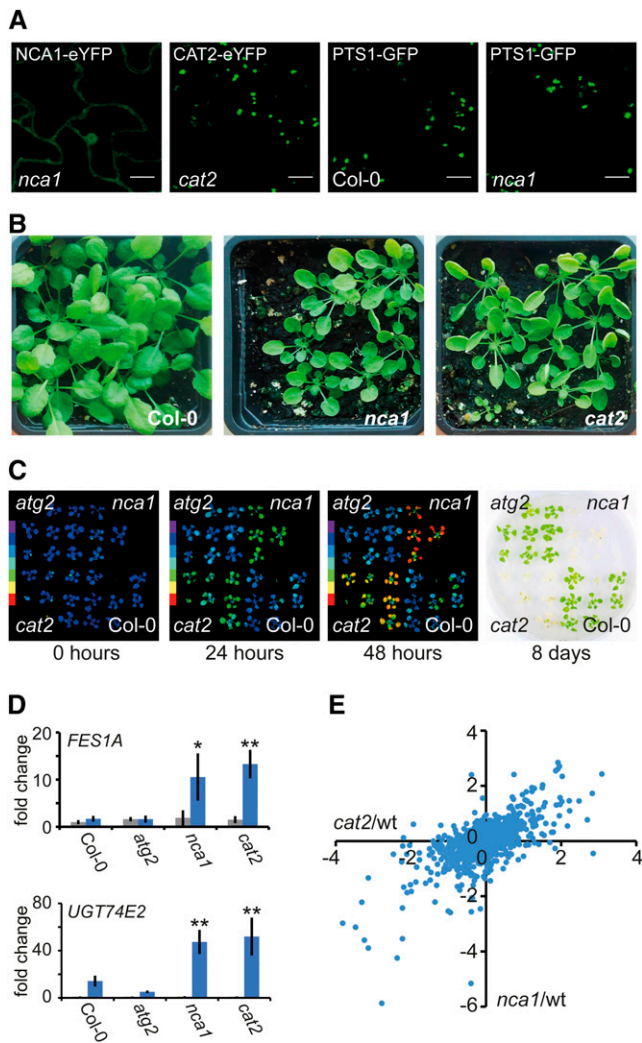 A
NCA1-eYFP CAT2-eYFP PTS1-GFP PTS1-GFP
nca1 cat2 Col-0 nca1
B
Col-0 nca1 cat2
C
atg2 nca1 atg2 nca1 atg2 nca1 atg2 nca1
cat2 Col-0 cat2 Col-0 cat2 Col-0 cat2 Col-0
0 hours 24 hours 48 hours 8 days
D
FES1A
fold change
20
10
0
Col-0 atg2 nca1 cat2
* **
UGT74E2
fold change
80
40
0
Col-0 atg2 nca1 cat2
** **
E
4
2
0
cat2/wt
-4 -2 0 2 4
-2
-4
-6
nca1/wt